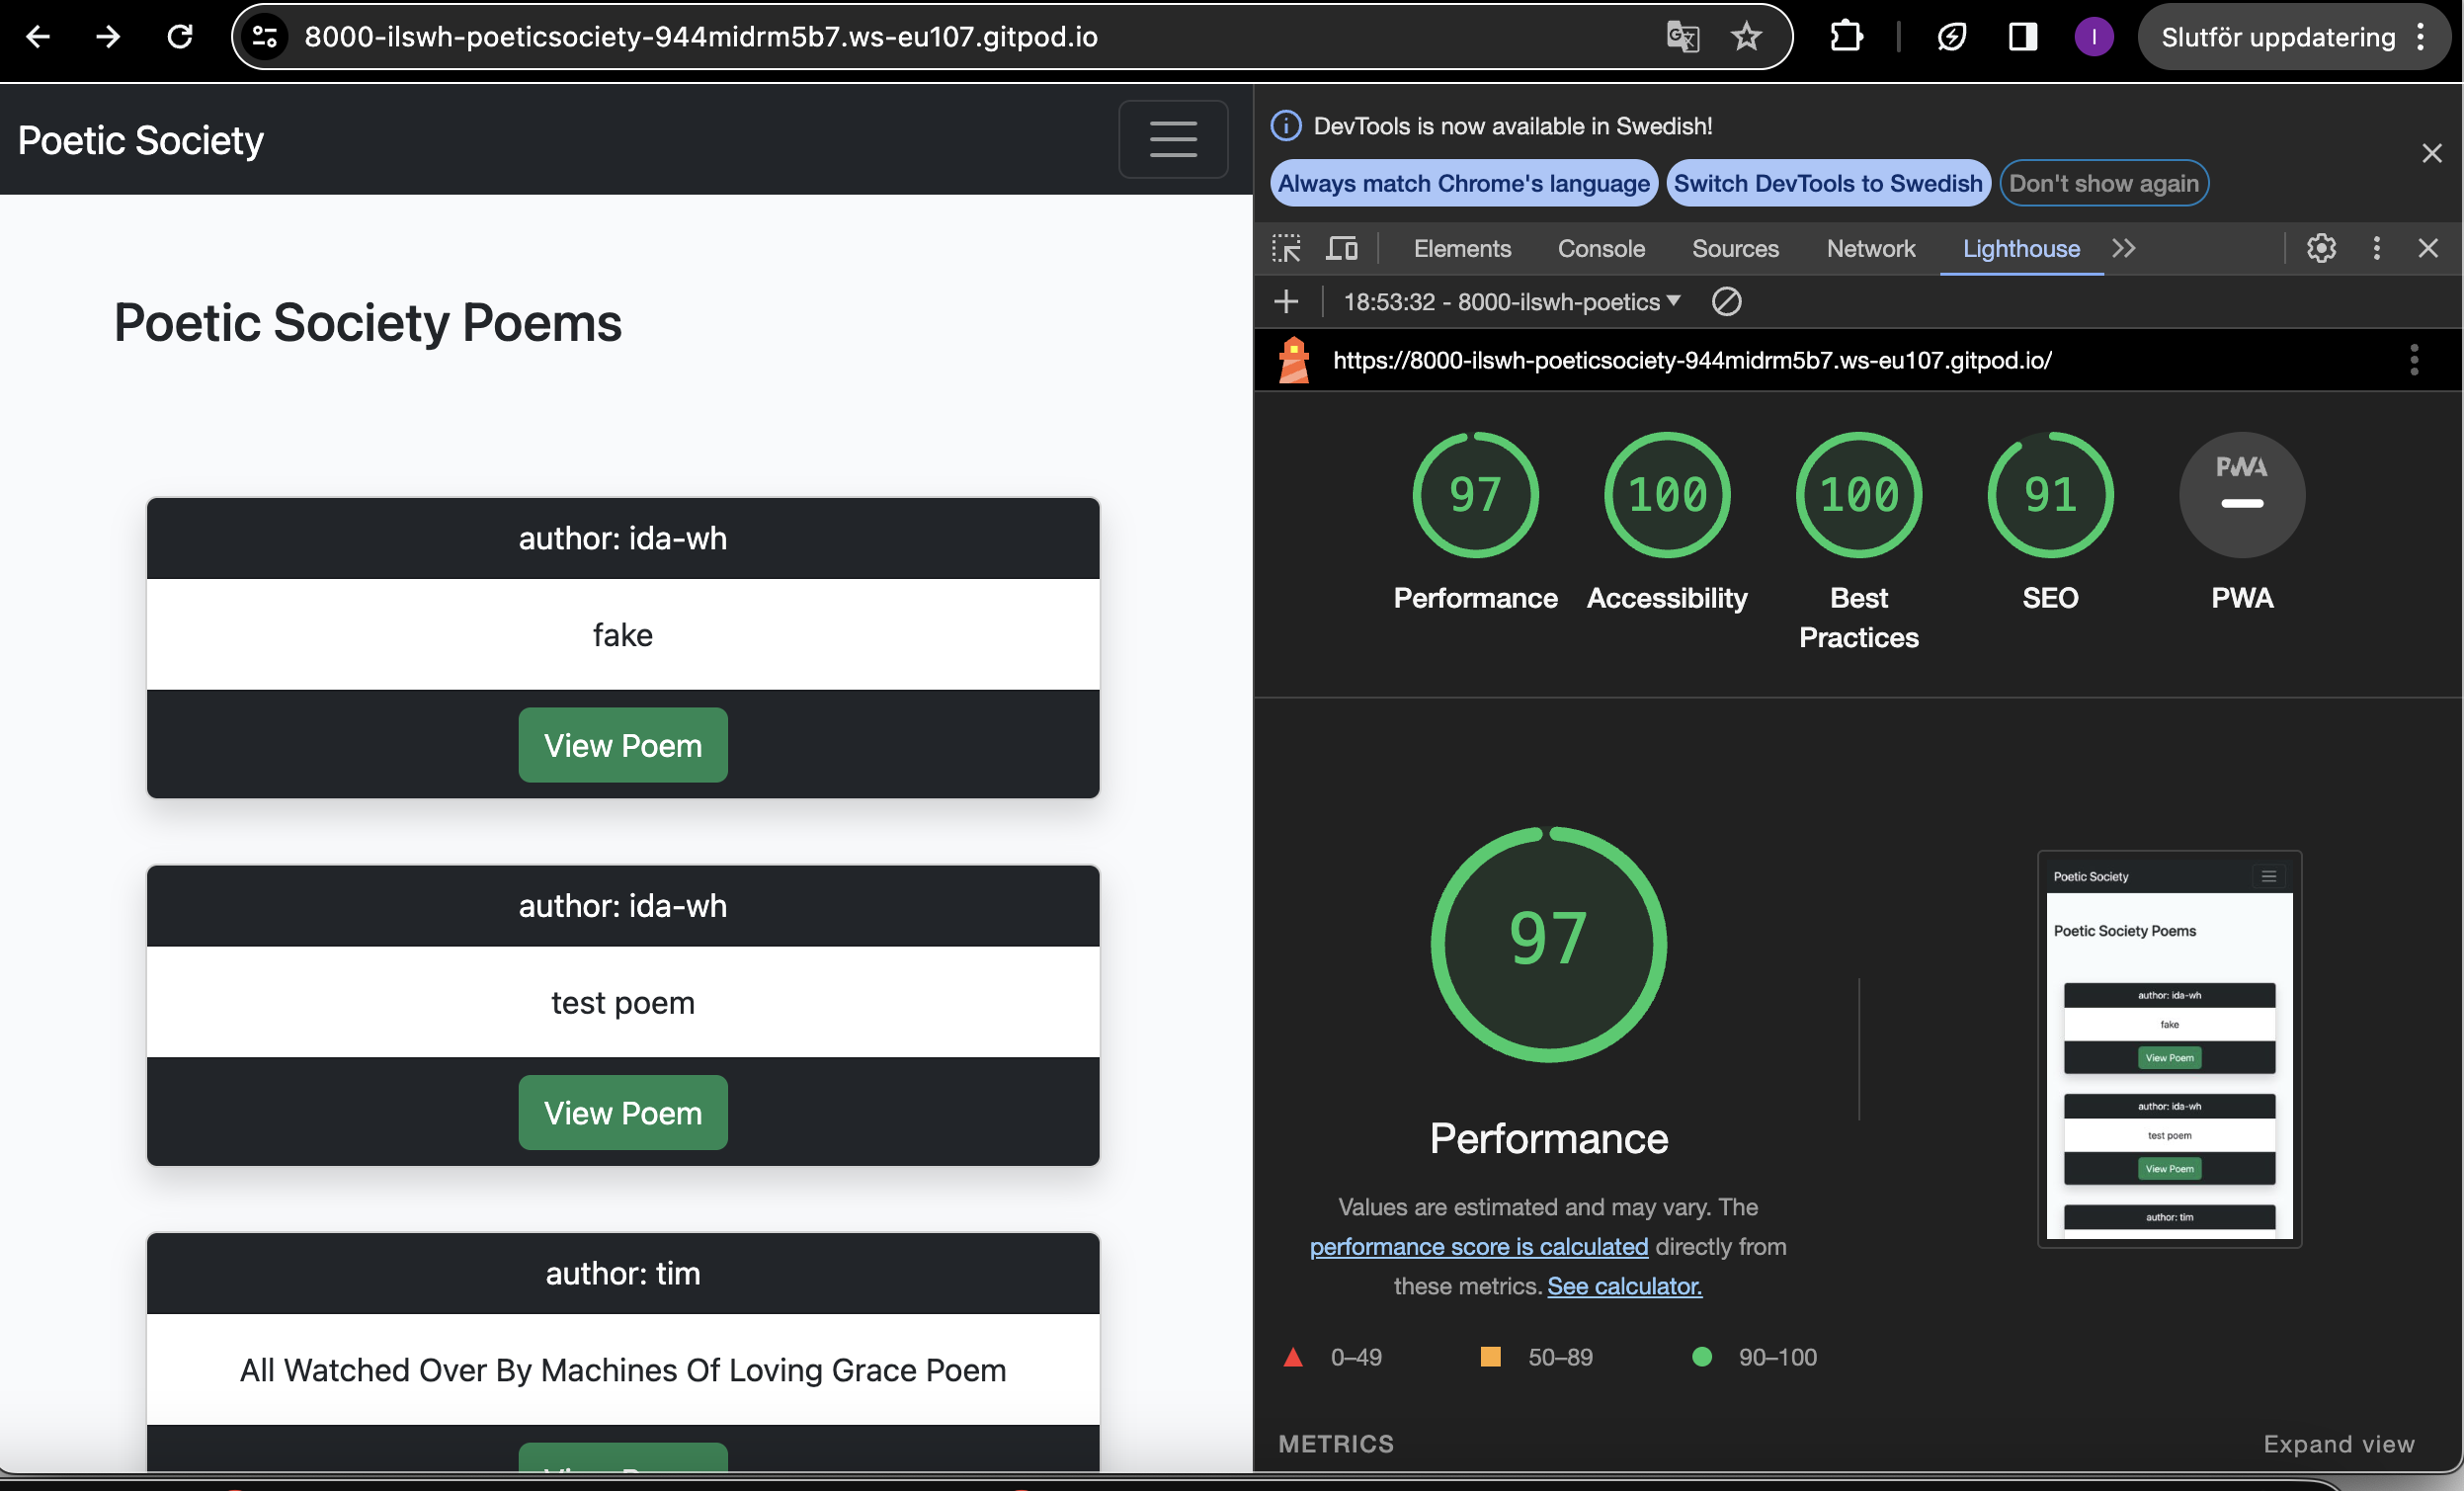 8000-ilswh-poeticsociety-944midrm5b7.ws-eu107.gitpod.io
I
Slutför uppdatering
Poetic Society
Poetic Society Poems
author: ida-wh
fake
View Poem
author: ida-wh
test poem
View Poem
author: tim
All Watched Over By Machines Of Loving Grace Poem
DevTools is now available in Swedish!
Always match Chrome's language
Switch DevTools to Swedish
Don't show again
Elements Console Sources Network Lighthouse
18:53:32 - 8000-ilswh-poetics
https://8000-ilswh-poeticsociety-944midrm5b7.ws-eu107.gitpod.io/
97 100 100 91 PWA
Performance Accessibility Best Practices SEO PWA
97
Performance
Values are estimated and may vary. The
performance score is calculated directly from
these metrics. See calculator.
0–49 50–89 90–100
Poetic Society
Poetic Society Poems
author: ida-wh
fake
View Poem
author: ida-wh
test poem
View Poem
author: tim
METRICS
Expand view